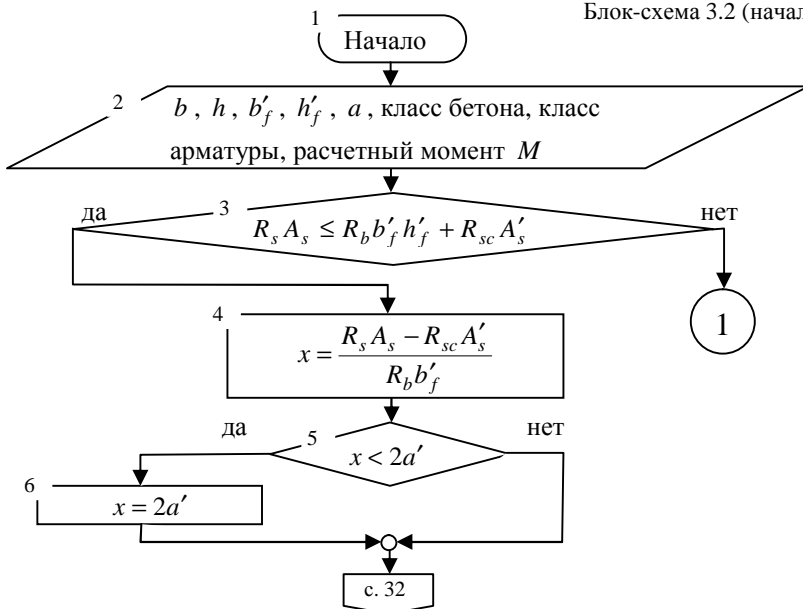 Блок-схема 3.2 (начал
1
Начало
2
b , h , b′_f , h′_f , a , класс бетона, класс
арматуры, расчетный момент M
да 3 нет
R_s A_s ≤ R_b b′_f h′_f + R_sc A′_s
1
4
x = (R_s A_s − R_sc A′_s) / (R_b b′_f)
да 5 нет
x < 2a′
6
x = 2a′
с. 32